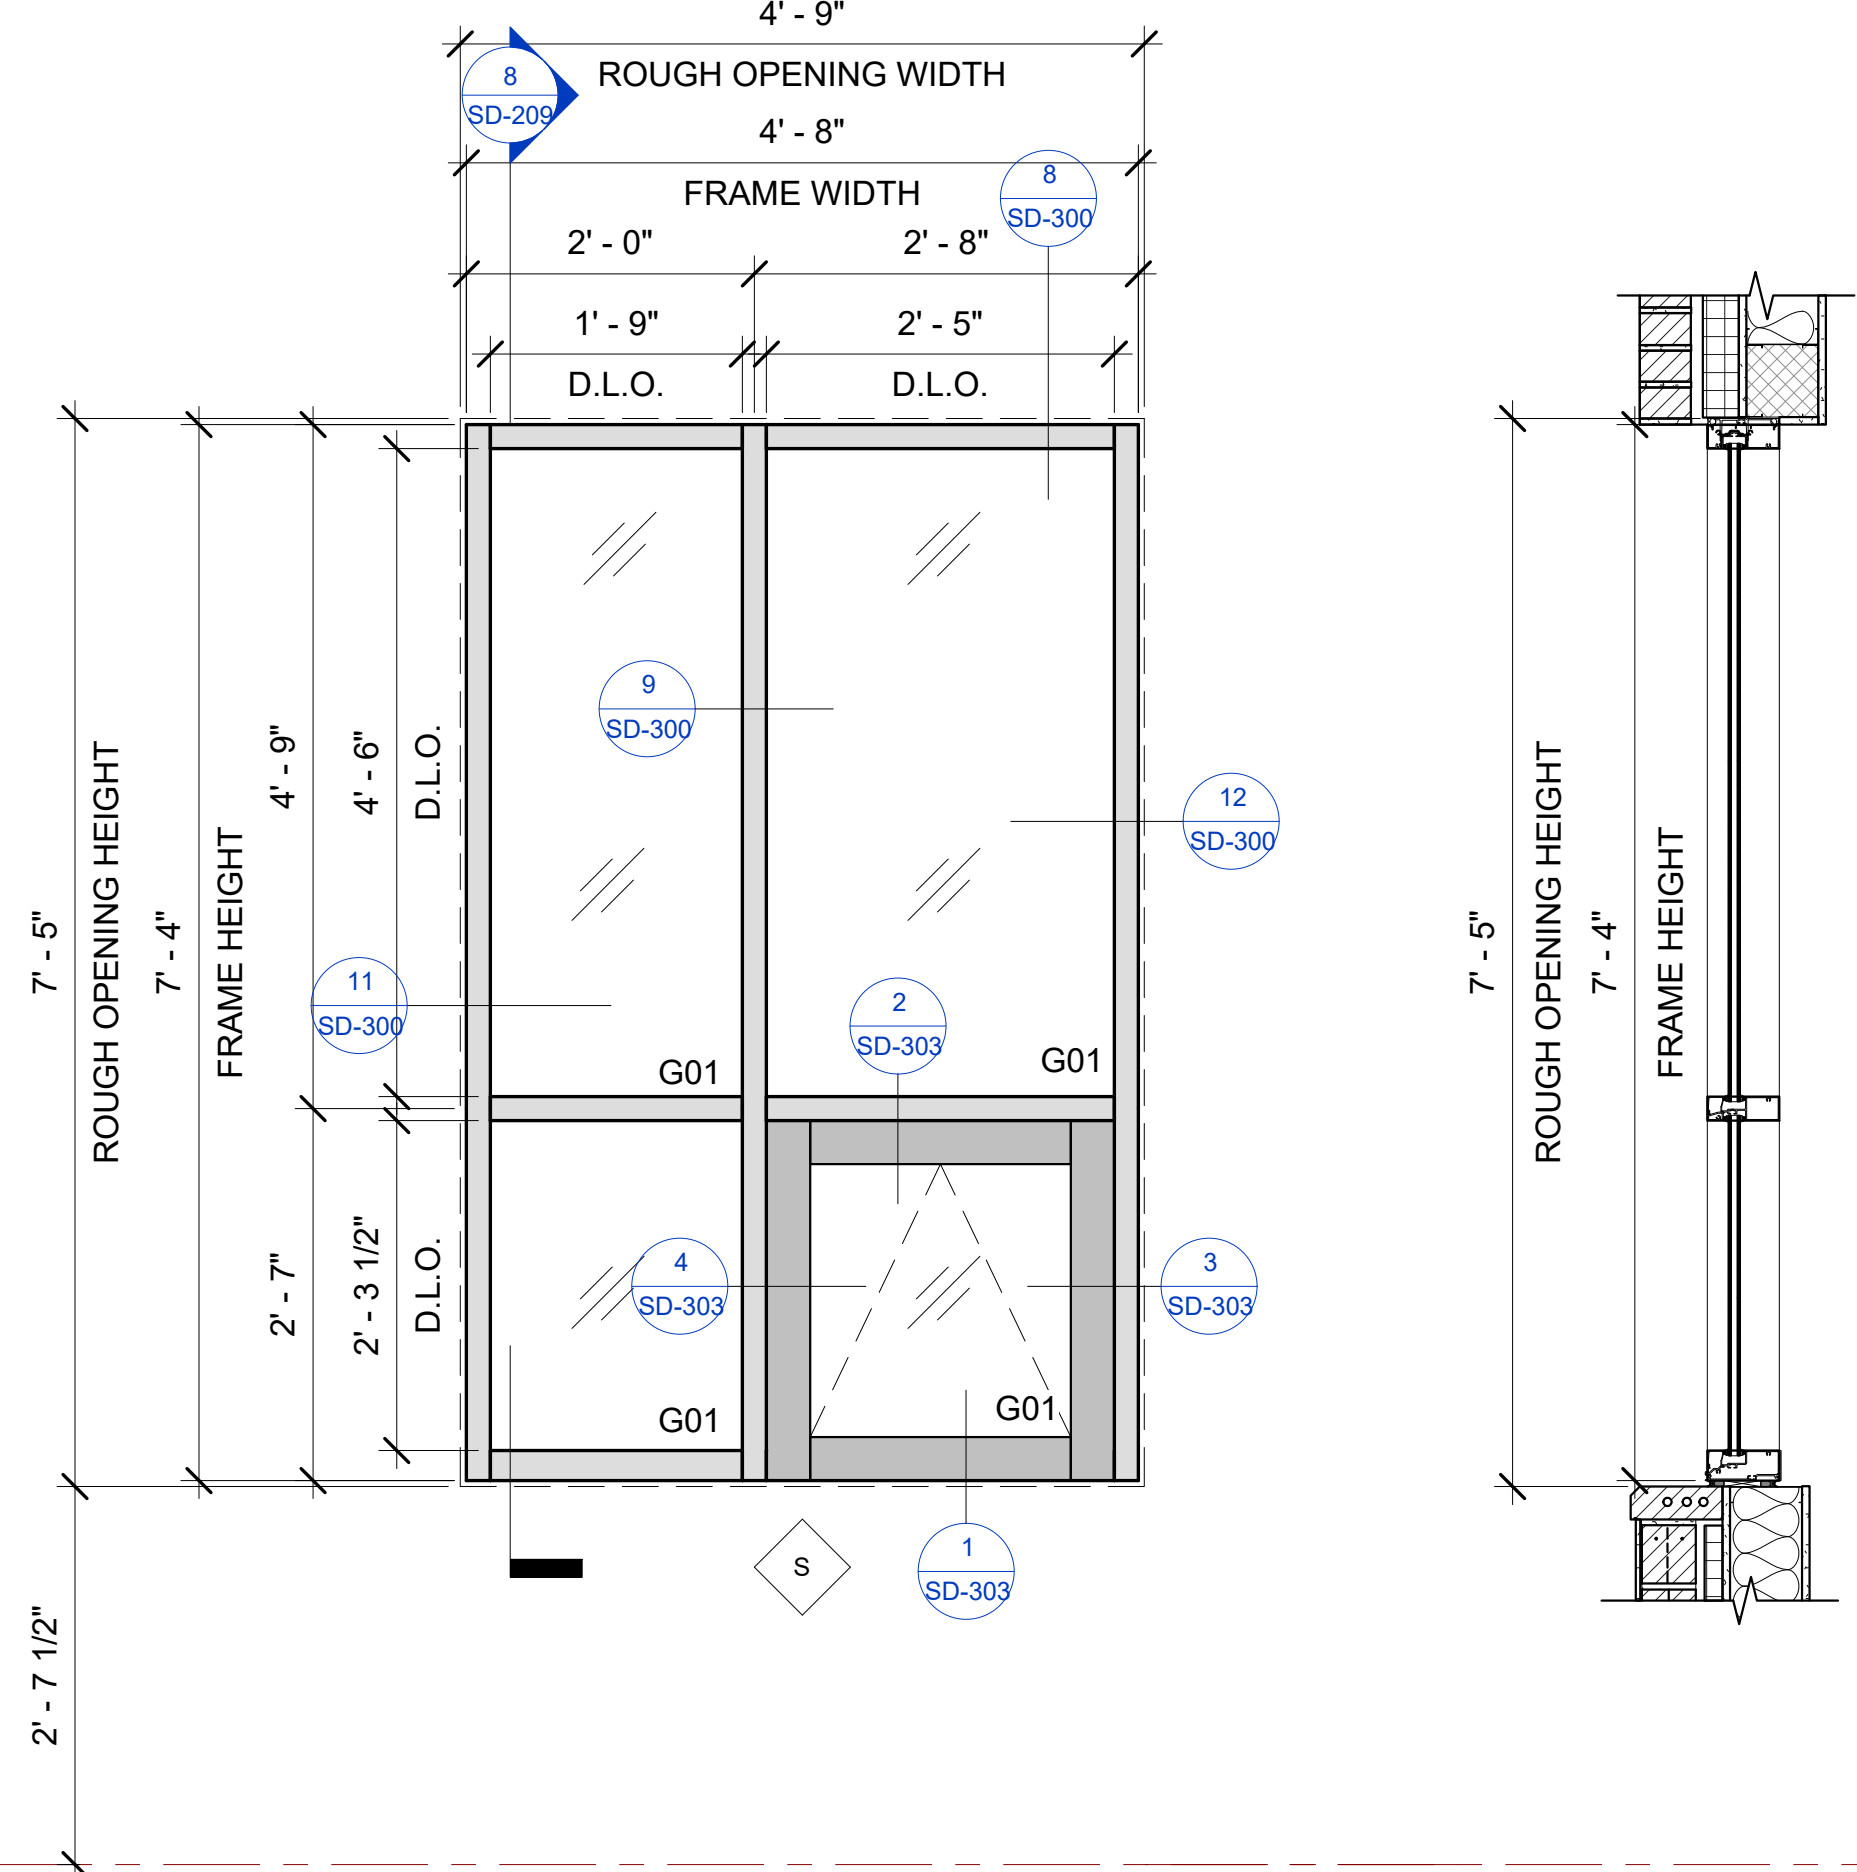 4' - 9"
ROUGH OPENING WIDTH
8
SD-209
4' - 8"
FRAME WIDTH
8
SD-300
2' - 0"
2' - 8"
1' - 9"
2' - 5"
D.L.O.
D.L.O.
7' - 5"
ROUGH OPENING HEIGHT
7' - 4"
FRAME HEIGHT
4' - 9"
4' - 6"
D.L.O.
9
SD-300
12
SD-300
11
SD-300
2
SD-303
G01
G01
2' - 7"
2' - 3 1/2"
D.L.O.
4
SD-303
3
SD-303
G01
G01
S
1
SD-303
2' - 7 1/2"
7' - 5"
ROUGH OPENING HEIGHT
7' - 4"
FRAME HEIGHT